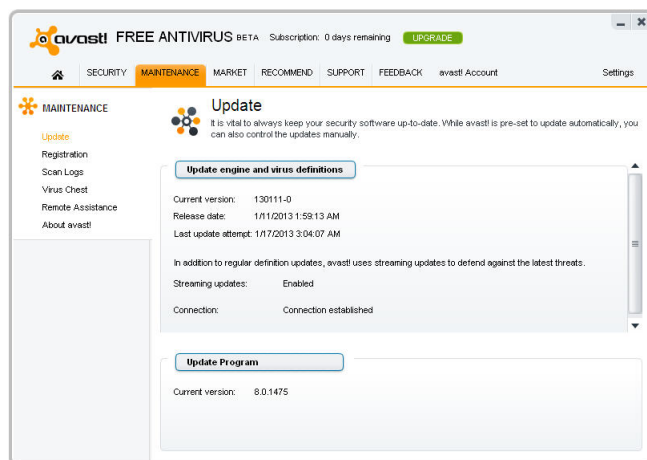 avast! FREE ANTIVIRUS BETA Subscription: 0 days remaining UPGRADE
SECURITY MAINTENANCE MARKET RECOMMEND SUPPORT FEEDBACK avast! Account Settings
MAINTENANCE
Update
Registration
Scan Logs
Virus Chest
Remote Assistance
About avast!
Update
It is vital to always keep your security software up-to-date. While avast! is pre-set to update automatically, you
can also control the updates manually.
Update engine and virus definitions
Current version: 130111-0
Release date: 1/11/2013 1:59:13 AM
Last update attempt: 1/17/2013 3:04:07 AM
In addition to regular definition updates, avast! uses streaming updates to defend against the latest threats.
Streaming updates: Enabled
Connection: Connection established
Update Program
Current version: 8.0.1475